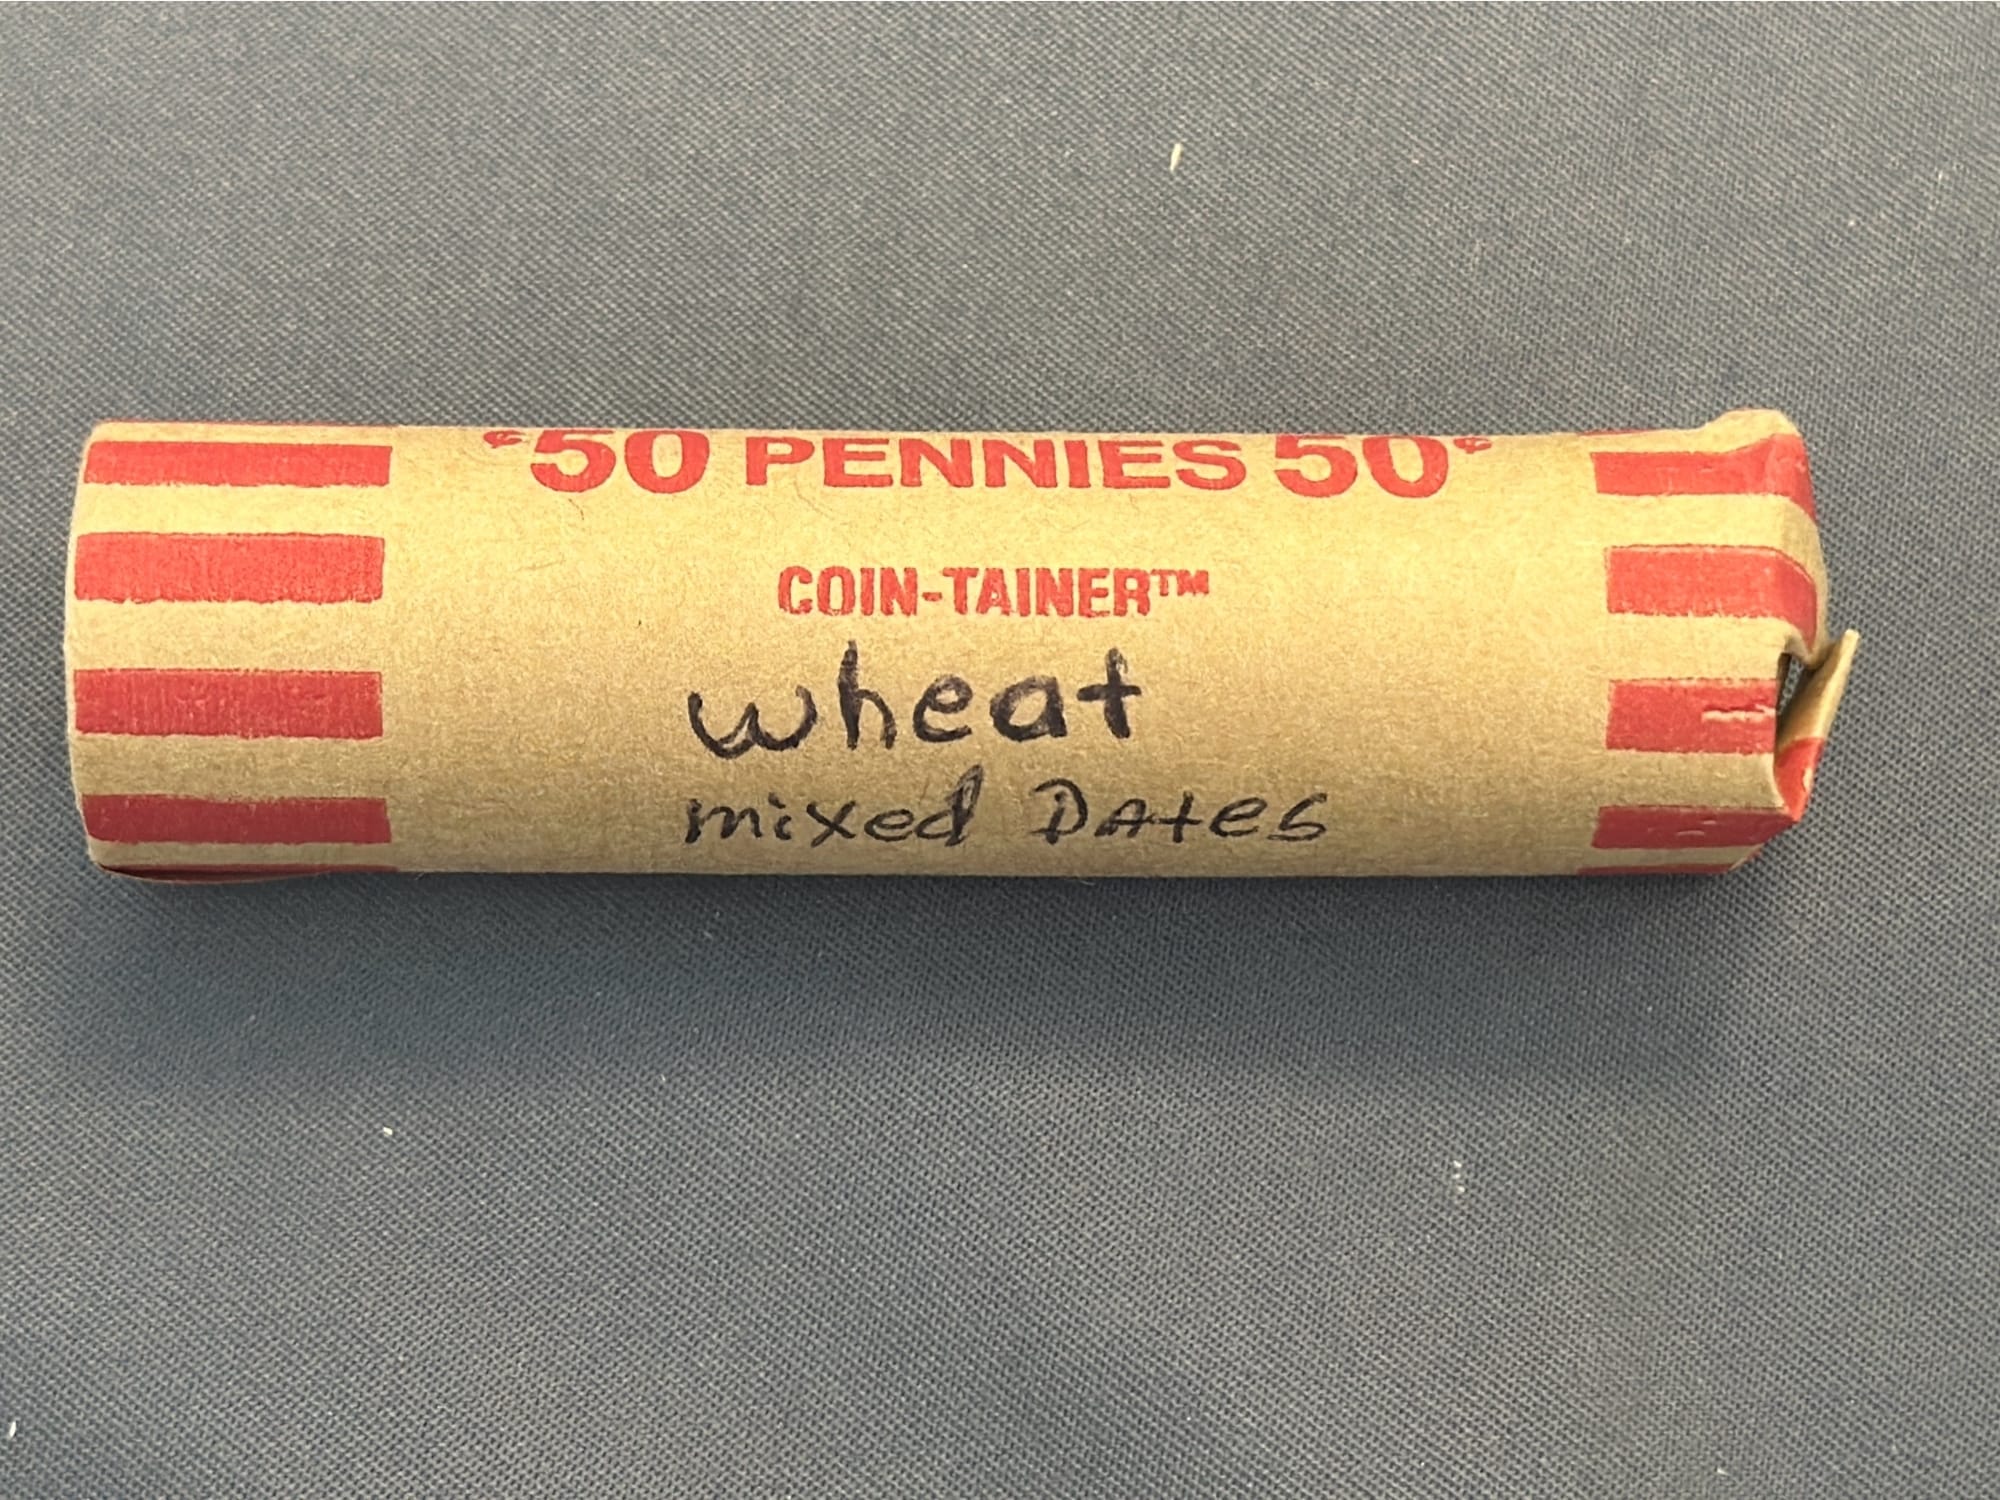 ¢50 PENNIES 50¢
COIN-TAINER™
wheat
mixed Dates